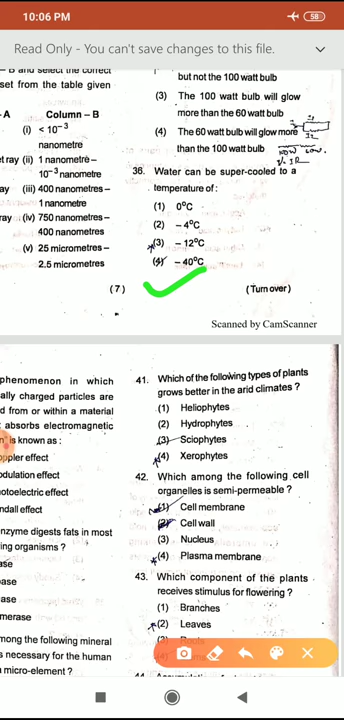 10:06 PM
58
Read Only - You can't save changes to this file.
set from the table given
-A Column – B
(i) < 10⁻³
nanometre
et ray (ii) 1 nanometre –
10⁻³ nanometre
ay (iii) 400 nanometres –
1 nanometre
ray (iv) 750 nanometres –
400 nanometres
(v) 25 micrometres –
2.5 micrometres
(7)
but not the 100 watt bulb
(3) The 100 watt bulb will glow
more than the 60 watt bulb
(4) The 60 watt bulb will glow more
than the 100 watt bulb
36. Water can be super-cooled to a
temperature of :
(1) 0°C
(2) – 4°C
(3) – 12°C
(4) – 40°C
(Turn over)
Scanned by CamScanner
phenomenon in which
ally charged particles are
d from or within a material
absorbs electromagnetic
n' is known as :
oppler effect
odulation effect
otoelectric effect
ndall effect
enzyme digests fats in most
ing organisms ?
ase
ase
ase
merase
mong the following mineral
s necessary for the human
micro-element ?
41. Which of the following types of plants
grows better in the arid climates ?
(1) Heliophytes
(2) Hydrophytes
(3) Sciophytes
(4) Xerophytes
42. Which among the following cell
organelles is semi-permeable ?
(1) Cell membrane
(2) Cell wall
(3) Nucleus
(4) Plasma membrane
43. Which component of the plants
receives stimulus for flowering ?
(1) Branches
(2) Leaves